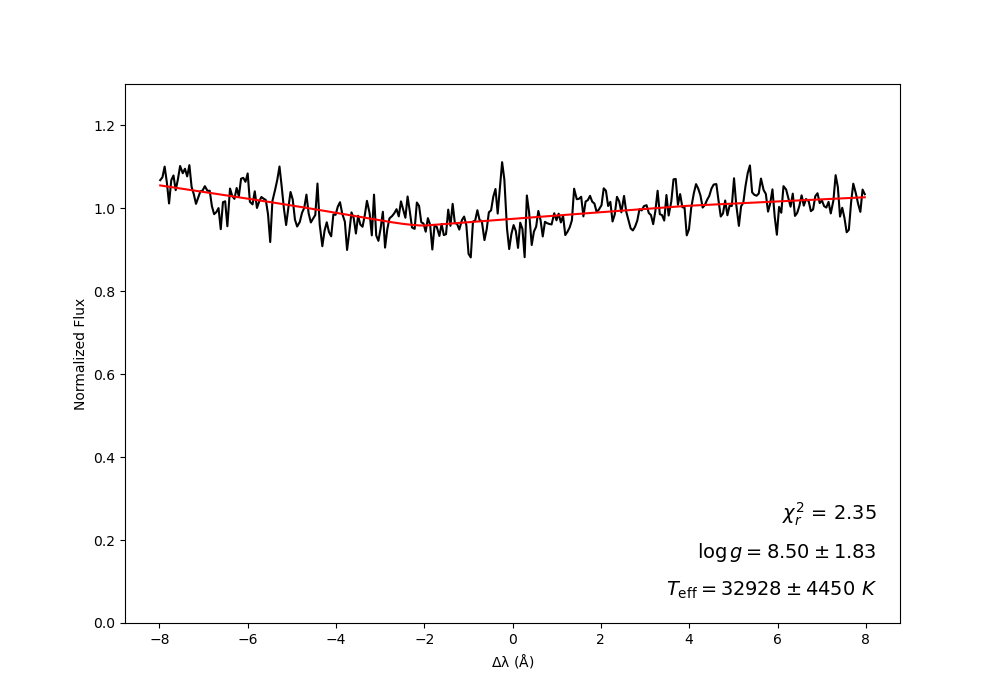 1.2
1.0
0.8
0.6
0.4
0.2
0.0
Normalized Flux
χ²ᵣ = 2.35
log g = 8.50 ± 1.83
T_eff = 32928 ± 4450 K
−8 −6 −4 −2 0 2 4 6 8
Δλ (Å)